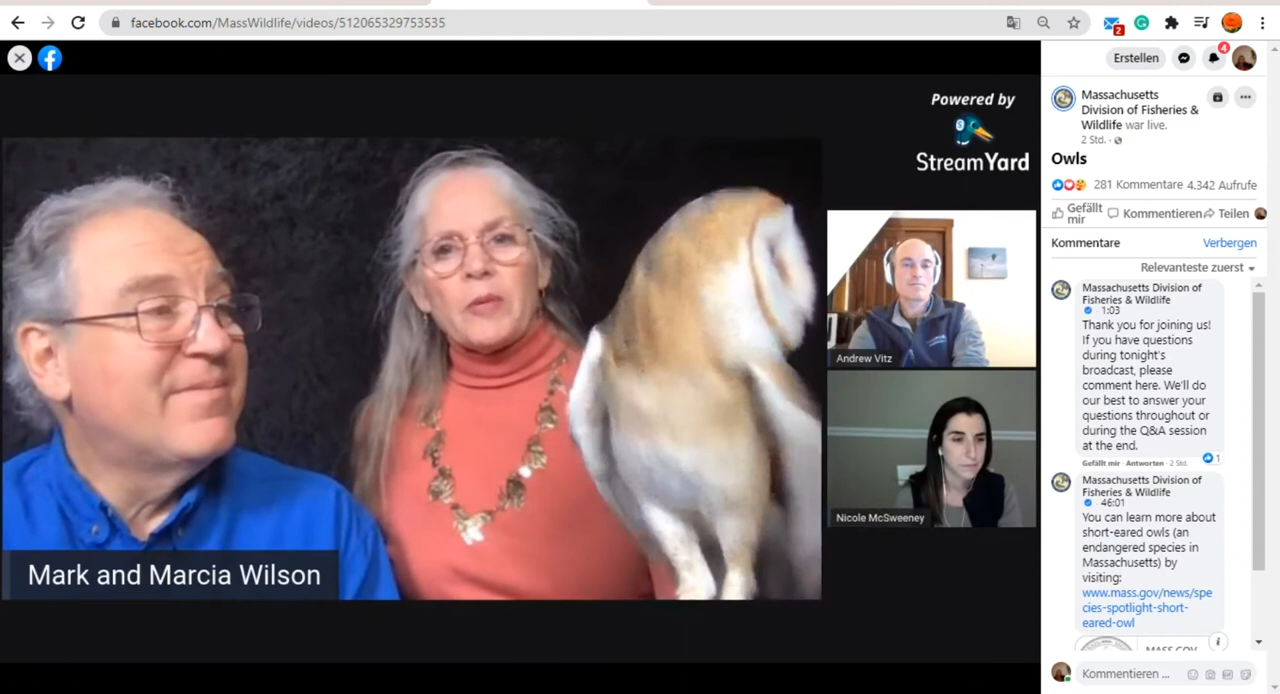 facebook.com/MassWildlife/videos/512065329753535
2
Erstellen
4
Powered by
StreamYard
Massachusetts
Division of Fisheries &
Wildlife war live.
2 Std. ·
Owls
281 Kommentare 4.342 Aufrufe
Gefällt
mir
Kommentieren
Teilen
Kommentare
Verbergen
Relevanteste zuerst
Massachusetts Division of
Fisheries & Wildlife
· 1:03
Thank you for joining us!
If you have questions
during tonight's
broadcast, please
comment here. We'll do
our best to answer your
questions throughout or
during the Q&A session
at the end.
Gefällt mir · Antworten · 2 Std.
1
Massachusetts Division of
Fisheries & Wildlife
· 46:01
You can learn more about
short-eared owls (an
endangered species in
Massachusetts) by
visiting:
www.mass.gov/news/spe
cies-spotlight-short-
eared-owl
MASS.GOV
Kommentieren ...
Andrew Vitz
Nicole McSweeney
Mark and Marcia Wilson